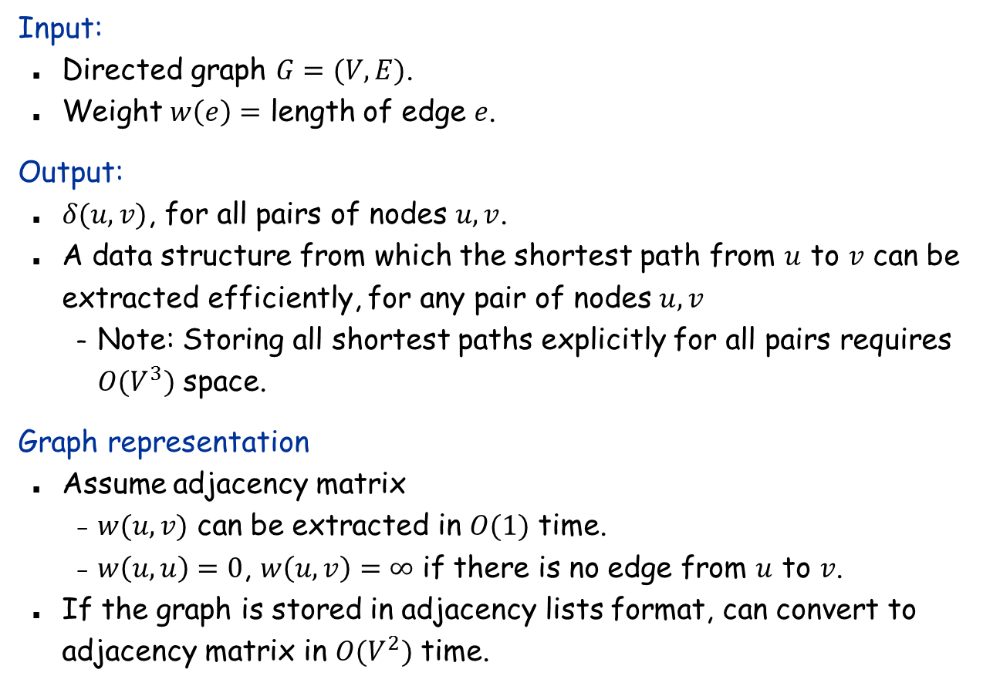 Input:
▪ Directed graph G = (V, E).
▪ Weight w(e) = length of edge e.
Output:
▪ δ(u, v), for all pairs of nodes u, v.
▪ A data structure from which the shortest path from u to v can be
extracted efficiently, for any pair of nodes u, v
- Note: Storing all shortest paths explicitly for all pairs requires
O(V³) space.
Graph representation
▪ Assume adjacency matrix
– w(u, v) can be extracted in O(1) time.
– w(u, u) = 0, w(u, v) = ∞ if there is no edge from u to v.
▪ If the graph is stored in adjacency lists format, can convert to
adjacency matrix in O(V²) time.